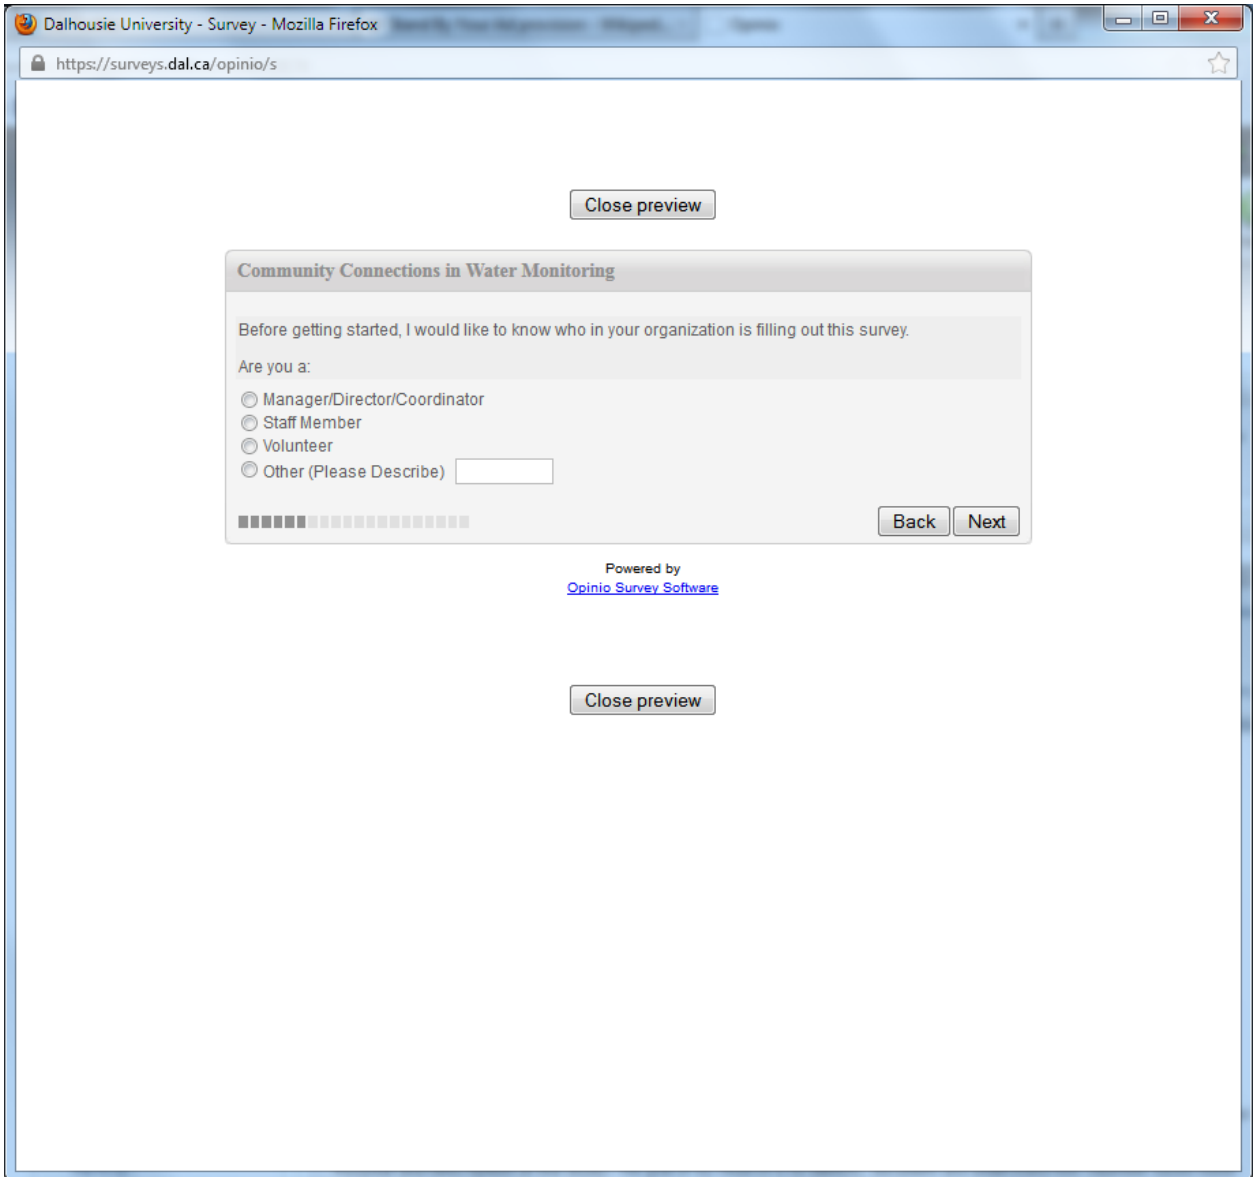 Dalhousie University - Survey - Mozilla Firefox
https://surveys.dal.ca/opinio/s
Close preview
Community Connections in Water Monitoring
Before getting started, I would like to know who in your organization is filling out this survey.
Are you a:
Manager/Director/Coordinator
Staff Member
Volunteer
Other (Please Describe)
Back Next
Powered by
Opinio Survey Software
Close preview